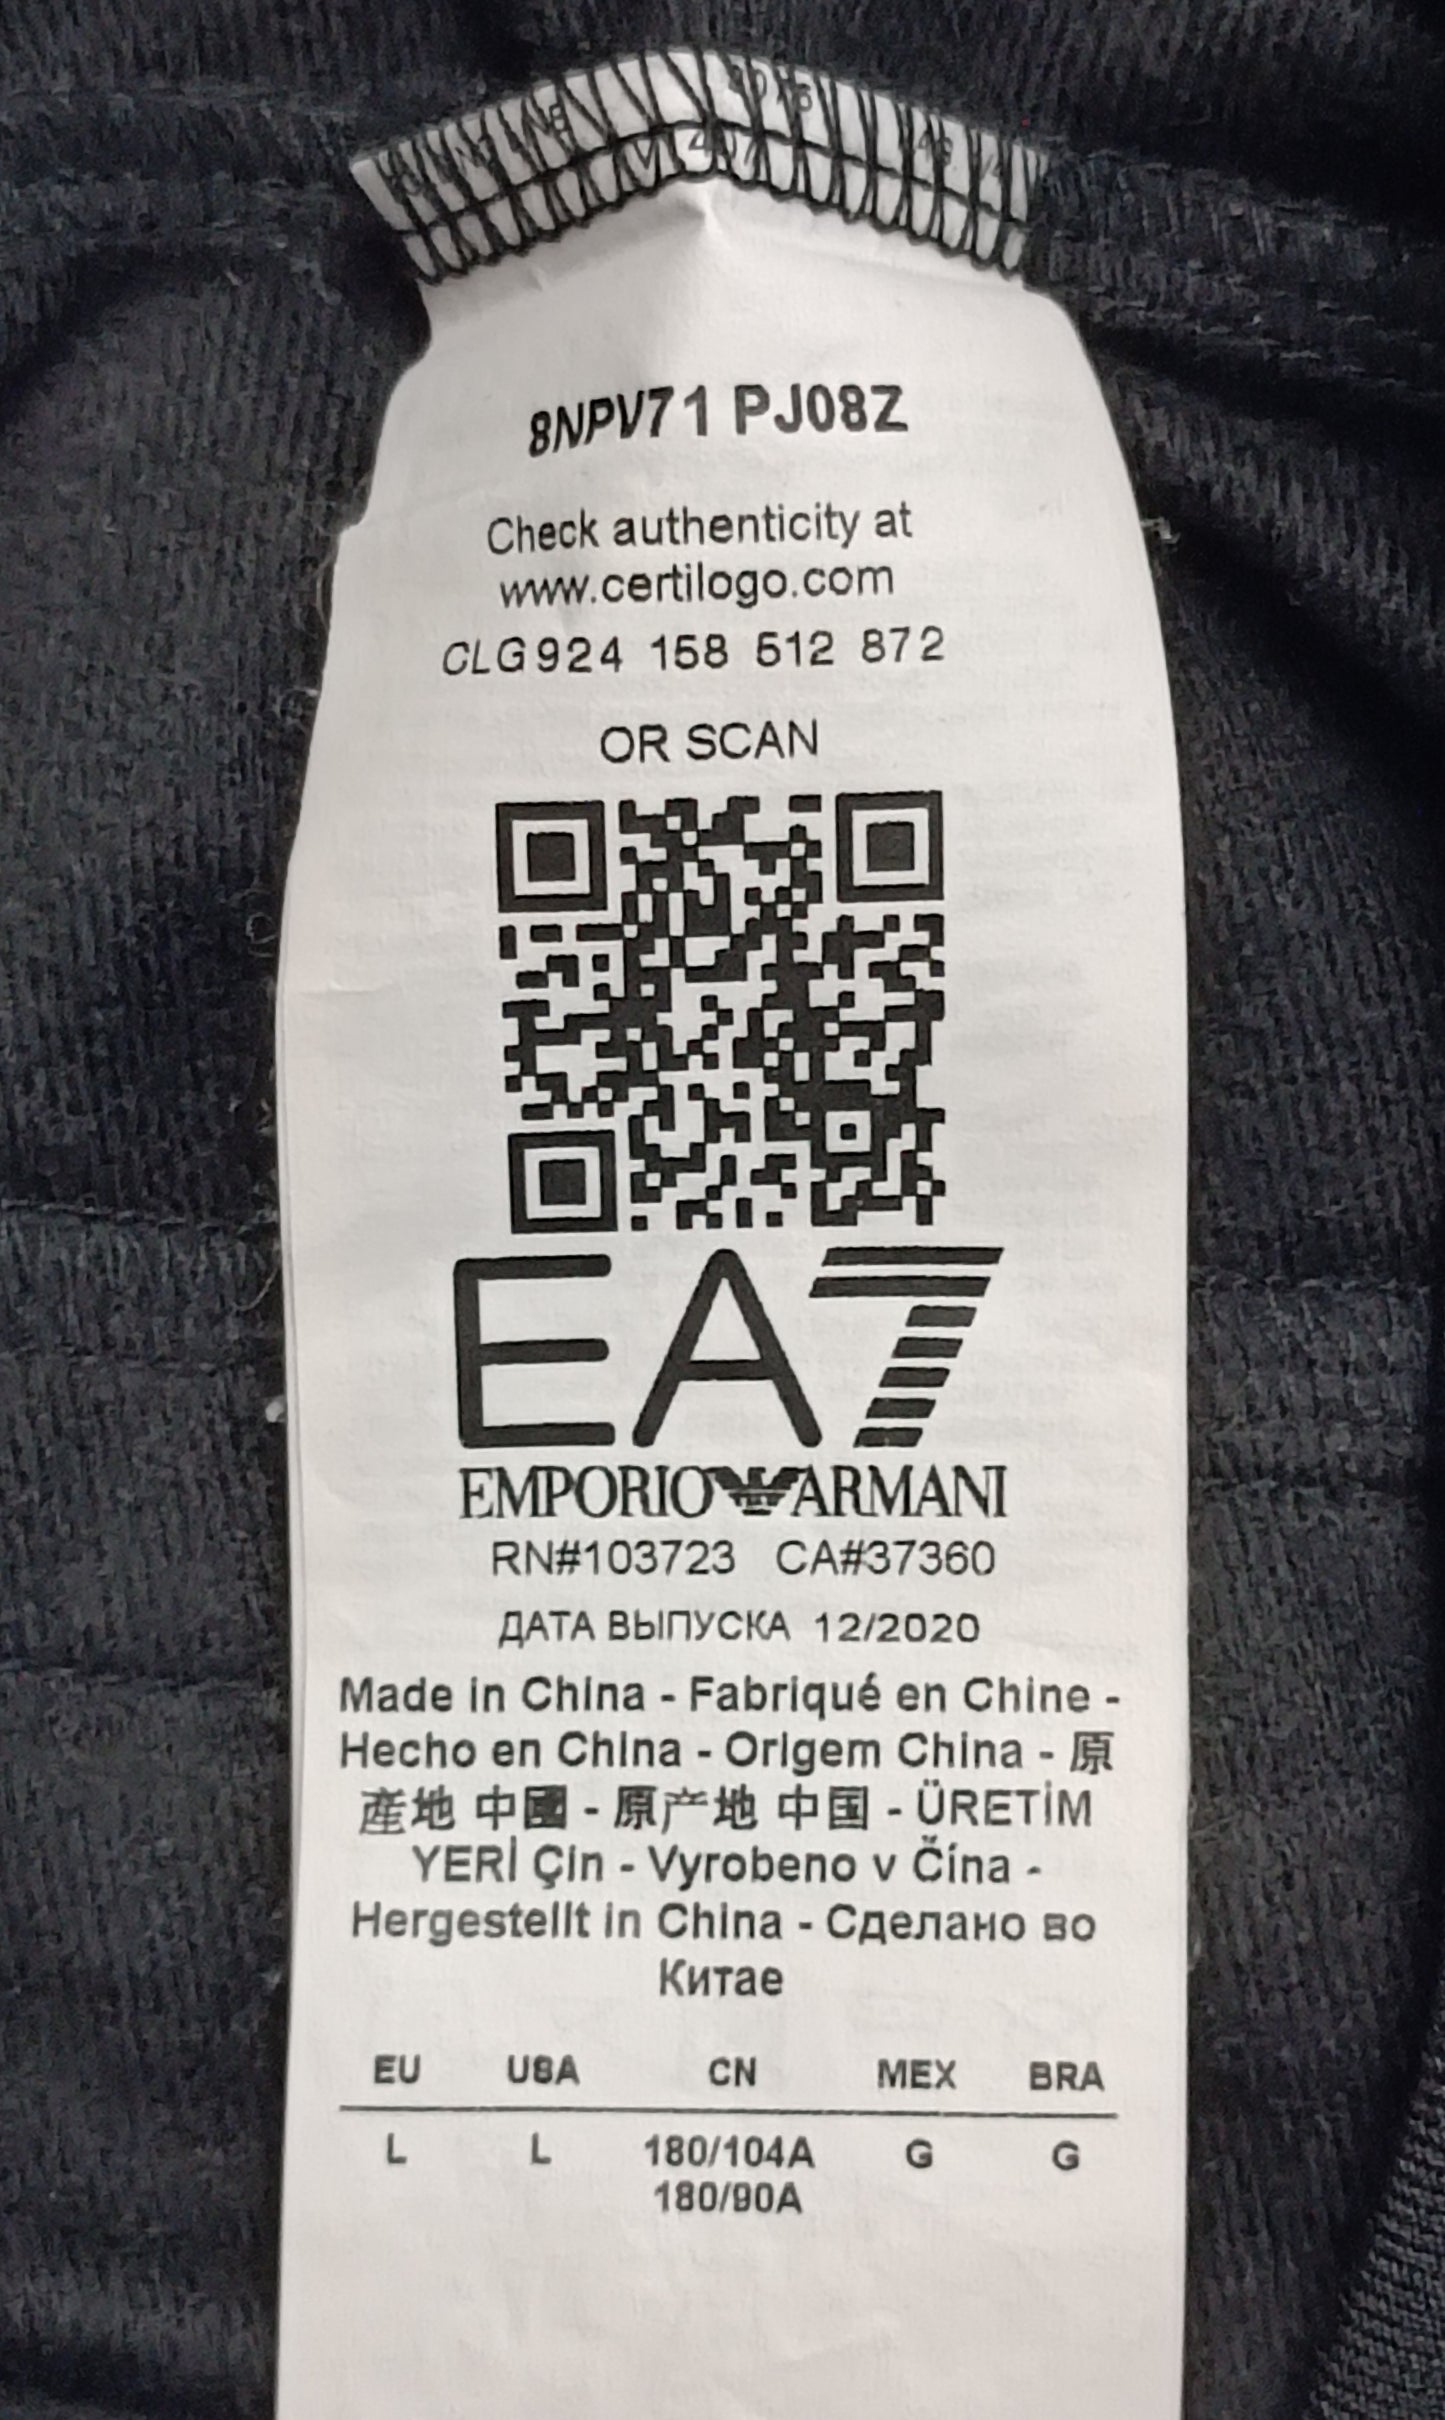 8NPV71 PJ08Z
Check authenticity at
www.certilogo.com
CLG 924 158 512 872
OR SCAN
EA7
EMPORIO ARMANI
RN#103723 CA#37360
ДАТА ВЫПУСКА 12/2020
Made in China - Fabriqué en Chine -
Hecho en China - Origem China - 原
產地 中國 - 原产地 中国 - ÜRETİM
YERİ Çin - Vyrobeno v Čína -
Hergestellt in China - Сделано во
Китае
EU USA CN MEX BRA
L L 180/104A G G
180/90A